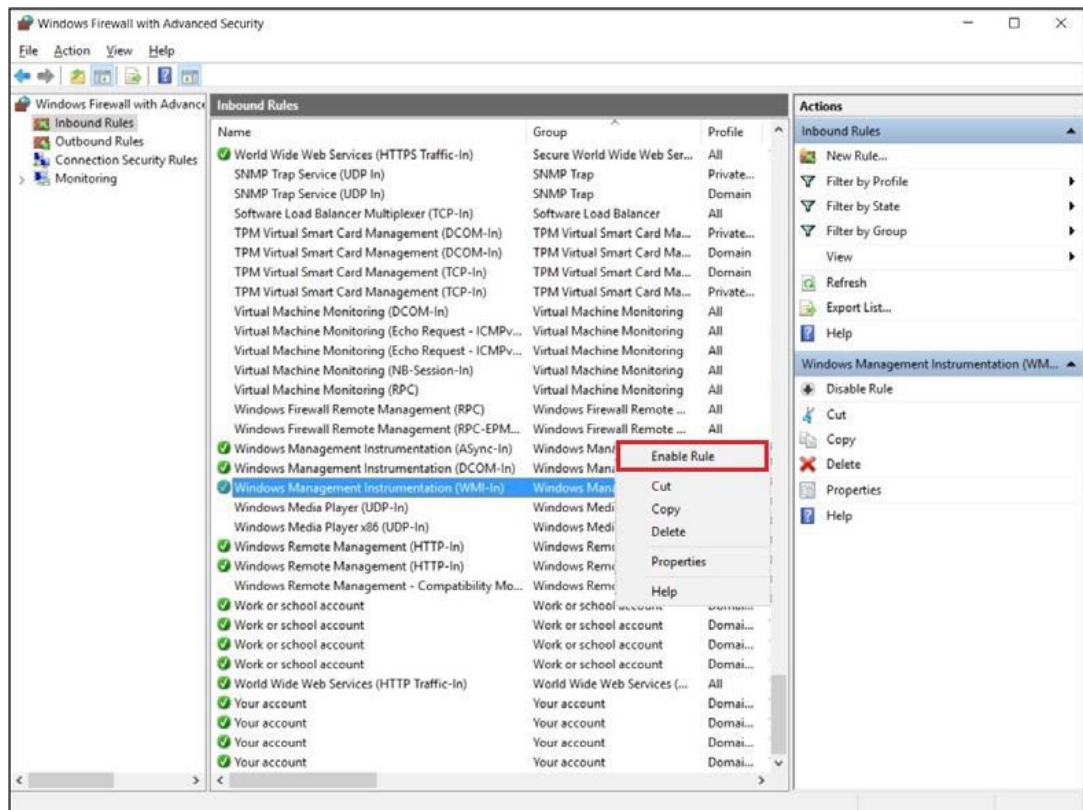 Windows Firewall with Advanced Security
File Action View Help
Windows Firewall with Advance
Inbound Rules
Outbound Rules
Connection Security Rules
Monitoring
Inbound Rules
Name Group Profile
World Wide Web Services (HTTPS Traffic-In) Secure World Wide Web Ser... All
SNMP Trap Service (UDP In) SNMP Trap Private...
SNMP Trap Service (UDP In) SNMP Trap Domain
Software Load Balancer Multiplexer (TCP-In) Software Load Balancer All
TPM Virtual Smart Card Management (DCOM-In) TPM Virtual Smart Card Ma... Private...
TPM Virtual Smart Card Management (DCOM-In) TPM Virtual Smart Card Ma... Domain
TPM Virtual Smart Card Management (TCP-In) TPM Virtual Smart Card Ma... Domain
TPM Virtual Smart Card Management (TCP-In) TPM Virtual Smart Card Ma... Private...
Virtual Machine Monitoring (DCOM-In) Virtual Machine Monitoring All
Virtual Machine Monitoring (Echo Request - ICMPv... Virtual Machine Monitoring All
Virtual Machine Monitoring (Echo Request - ICMPv... Virtual Machine Monitoring All
Virtual Machine Monitoring (NB-Session-In) Virtual Machine Monitoring All
Virtual Machine Monitoring (RPC) Virtual Machine Monitoring All
Windows Firewall Remote Management (RPC) Windows Firewall Remote ... All
Windows Firewall Remote Management (RPC-EPM... Windows Firewall Remote ... All
Windows Management Instrumentation (ASync-In) Windows Mana
Windows Management Instrumentation (DCOM-In) Windows Mana
Windows Management Instrumentation (WMI-In) Windows Mana
Windows Media Player (UDP-In) Windows Medi
Windows Media Player x86 (UDP-In) Windows Medi
Windows Remote Management (HTTP-In) Windows Remo
Windows Remote Management (HTTP-In) Windows Remo
Windows Remote Management - Compatibility Mo... Windows Remo
Work or school account Work or school account Domai...
Work or school account Work or school account Domai...
Work or school account Work or school account Domai...
Work or school account Work or school account Domai...
World Wide Web Services (HTTP Traffic-In) World Wide Web Services (... All
Your account Your account Domai...
Your account Your account Domai...
Your account Your account Domai...
Your account Your account Domai...
Enable Rule
Cut
Copy
Delete
Properties
Help
Actions
Inbound Rules
New Rule...
Filter by Profile
Filter by State
Filter by Group
View
Refresh
Export List...
Help
Windows Management Instrumentation (WM...
Disable Rule
Cut
Copy
Delete
Properties
Help